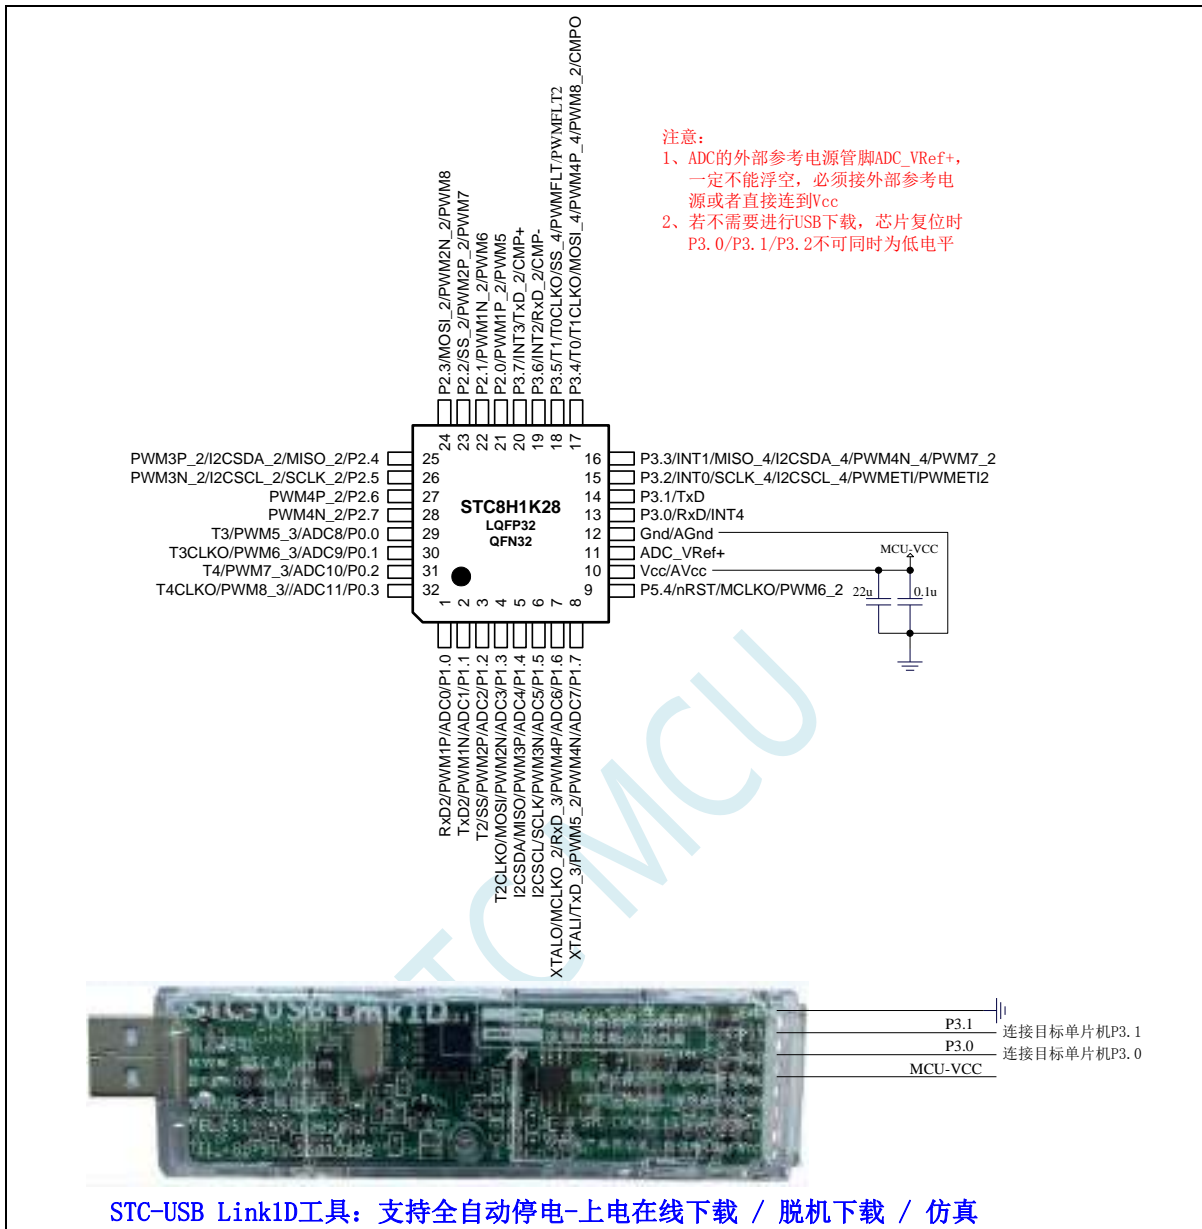 P2.3/MOSI_2/PWM2N_2/PWM8
P2.2/SS_2/PWM2P_2/PWM7
P2.1/PWM1N_2/PWM6
P2.0/PWM1P_2/PWM5
P3.7/INT3/TxD_2/CMP+
P3.6/INT2/RxD_2/CMP-
P3.5/T1/T0CLKO/SS_4/PWMFLT/PWMFLT2
P3.4/T0/T1CLKO/MOSI_4/PWM4P_4/PWM8_2/CMPO
注意：
1、ADC的外部参考电源管脚ADC_VRef+，
一定不能浮空，必须接外部参考电
源或者直接连到Vcc
2、若不需要进行USB下载，芯片复位时
P3.0/P3.1/P3.2不可同时为低电平
24 23 22 21 20 19 18 17
PWM3P_2/I2CSDA_2/MISO_2/P2.4 25
PWM3N_2/I2CSCL_2/SCLK_2/P2.5 26
PWM4P_2/P2.6 27
PWM4N_2/P2.7 28
T3/PWM5_3/ADC8/P0.0 29
T3CLKO/PWM6_3/ADC9/P0.1 30
T4/PWM7_3/ADC10/P0.2 31
T4CLKO/PWM8_3//ADC11/P0.3 32
STC8H1K28
LQFP32
QFN32
16 P3.3/INT1/MISO_4/I2CSDA_4/PWM4N_4/PWM7_2
15 P3.2/INT0/SCLK_4/I2CSCL_4/PWMETI/PWMETI2
14 P3.1/TxD
13 P3.0/RxD/INT4
12 Gnd/AGnd
11 ADC_VRef+
10 Vcc/AVcc
9 P5.4/nRST/MCLKO/PWM6_2
MCU-VCC
22u
0.1u
1 2 3 4 5 6 7 8
RxD2/PWM1P/ADC0/P1.0
TxD2/PWM1N/ADC1/P1.1
T2/SS/PWM2P/ADC2/P1.2
T2CLKO/MOSI/PWM2N/ADC3/P1.3
I2CSDA/MISO/PWM3P/ADC4/P1.4
I2CSCL/SCLK/PWM3N/ADC5/P1.5
XTALO/MCLKO_2/RxD_3/PWM4P/ADC6/P1.6
XTALI/TxD_3/PWM5_2/PWM4N/ADC7/P1.7
STC MCU
STC-USB Link1D
P3.1 连接目标单片机P3.1
P3.0 连接目标单片机P3.0
MCU-VCC
STC-USB Link1D工具：支持全自动停电-上电在线下载 / 脱机下载 / 仿真